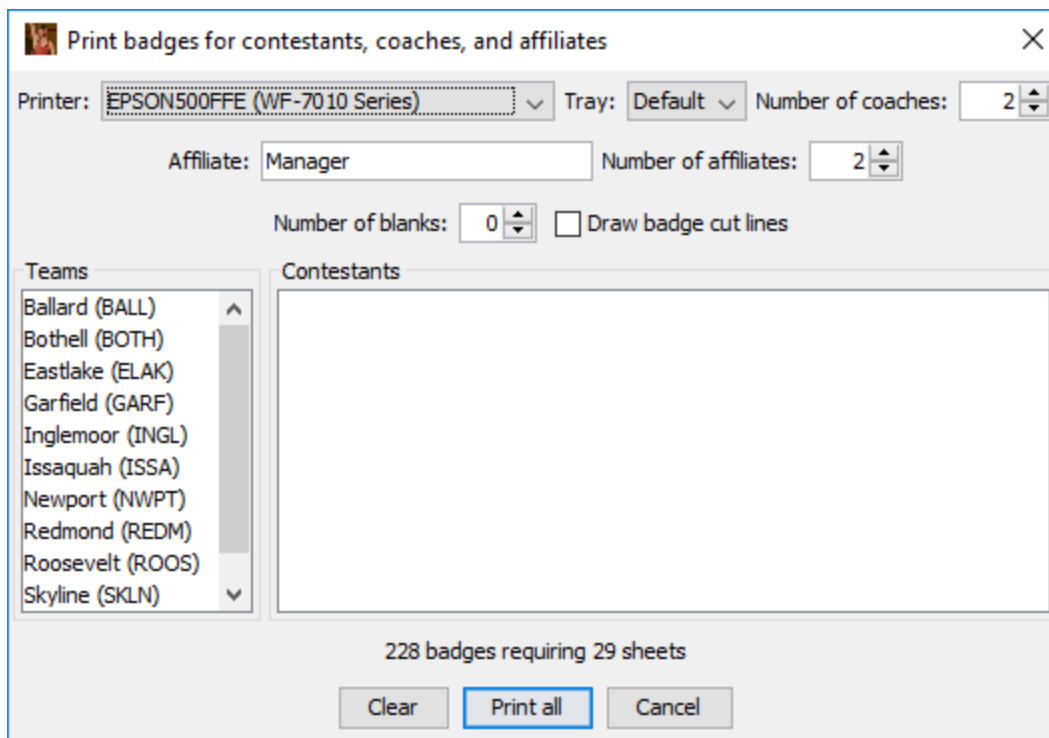 Print badges for contestants, coaches, and affiliates
Printer: EPSON500FFE (WF-7010 Series) Tray: Default Number of coaches: 2
Affiliate: Manager Number of affiliates: 2
Number of blanks: 0 Draw badge cut lines
Teams
Ballard (BALL)
Bothell (BOTH)
Eastlake (ELAK)
Garfield (GARF)
Inglemoor (INGL)
Issaquah (ISSA)
Newport (NWPT)
Redmond (REDM)
Roosevelt (ROOS)
Skyline (SKLN)
Contestants
228 badges requiring 29 sheets
Clear Print all Cancel